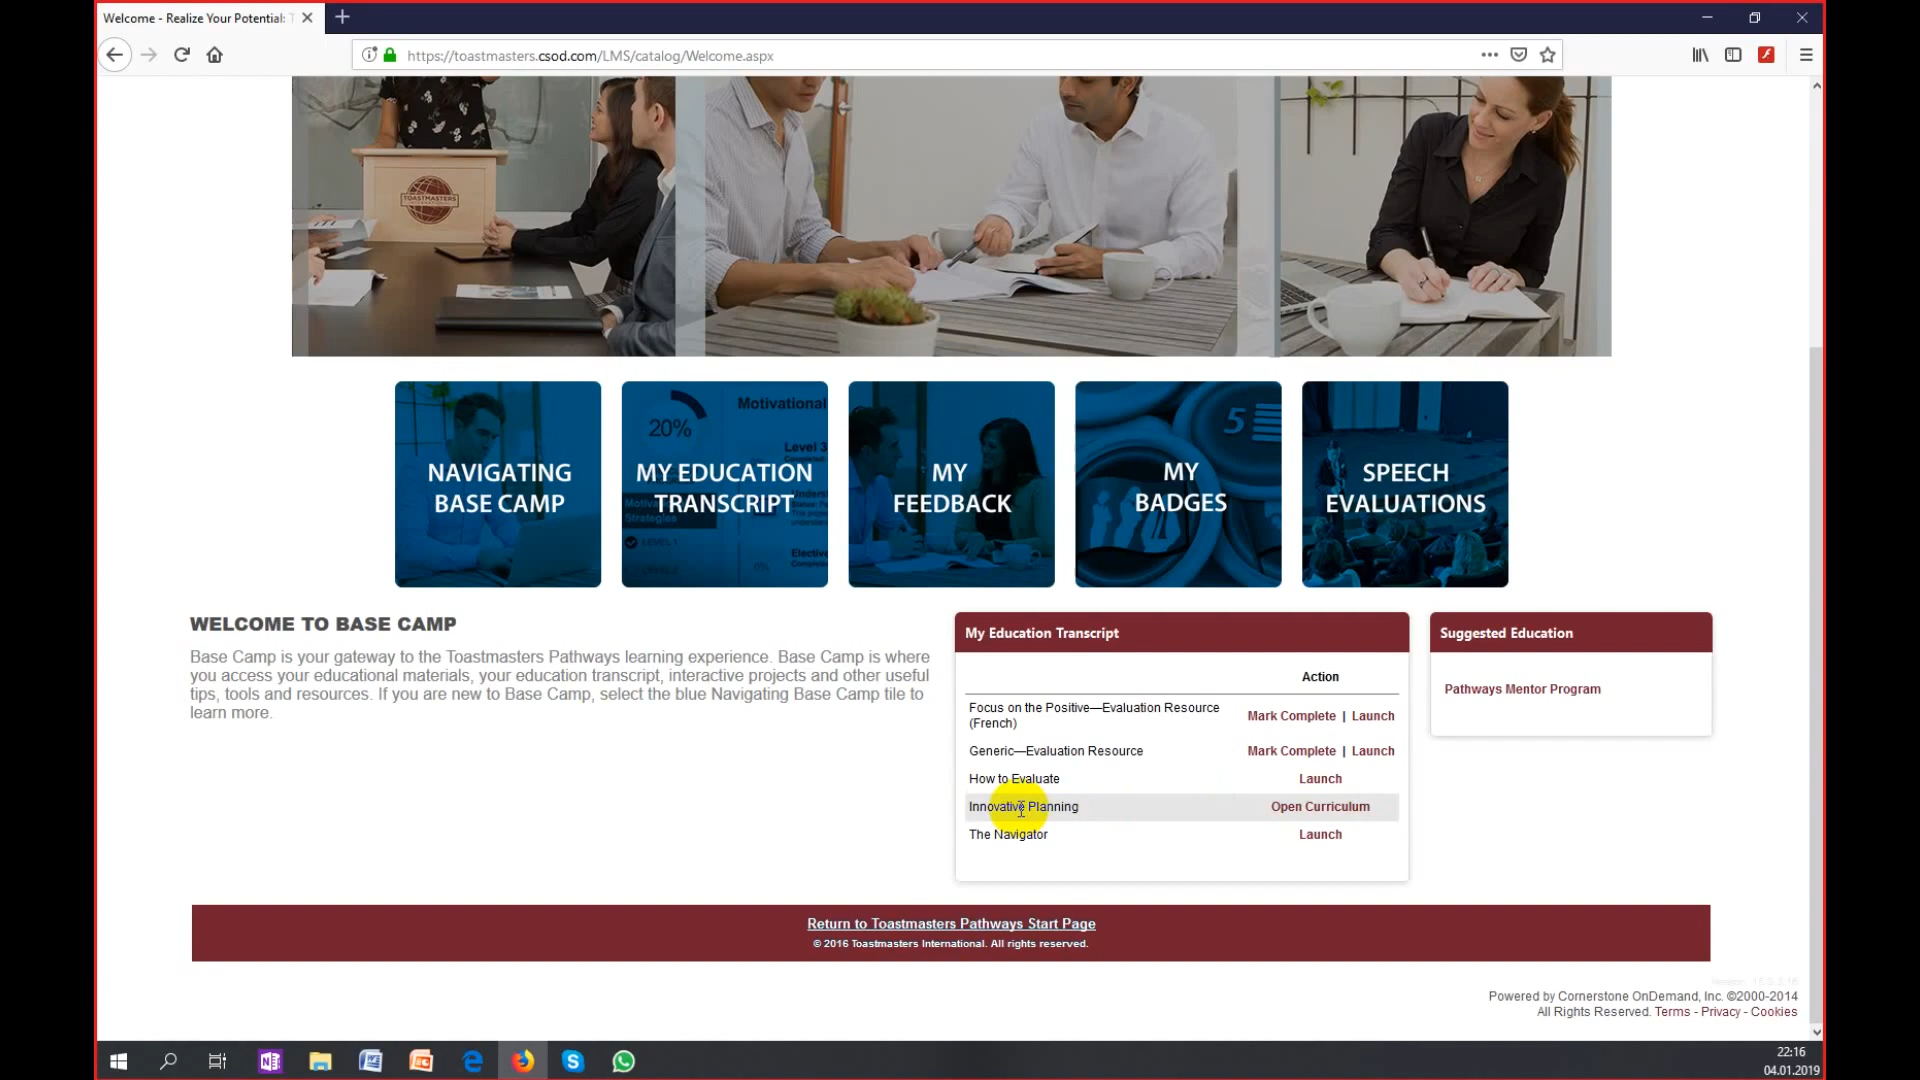 Welcome - Realize Your Potential:
https://toastmasters.csod.com/LMS/catalog/Welcome.aspx
TOASTMASTERS
NAVIGATING
BASE CAMP
20%
Motivational
Level 3
MY EDUCATION
TRANSCRIPT
LEVEL 1
MY
FEEDBACK
5
MY
BADGES
SPEECH
EVALUATIONS
WELCOME TO BASE CAMP
Base Camp is your gateway to the Toastmasters Pathways learning experience. Base Camp is where
you access your educational materials, your education transcript, interactive projects and other useful
tips, tools and resources. If you are new to Base Camp, select the blue Navigating Base Camp tile to
learn more.
My Education Transcript
Action
Focus on the Positive—Evaluation Resource
(French)
Mark Complete | Launch
Generic—Evaluation Resource
Mark Complete | Launch
How to Evaluate
Launch
Innovative Planning
Open Curriculum
The Navigator
Launch
Suggested Education
Pathways Mentor Program
Return to Toastmasters Pathways Start Page
© 2016 Toastmasters International. All rights reserved.
Powered by Cornerstone OnDemand, Inc. ©2000-2014
All Rights Reserved. Terms - Privacy - Cookies
22:16
04.01.2019